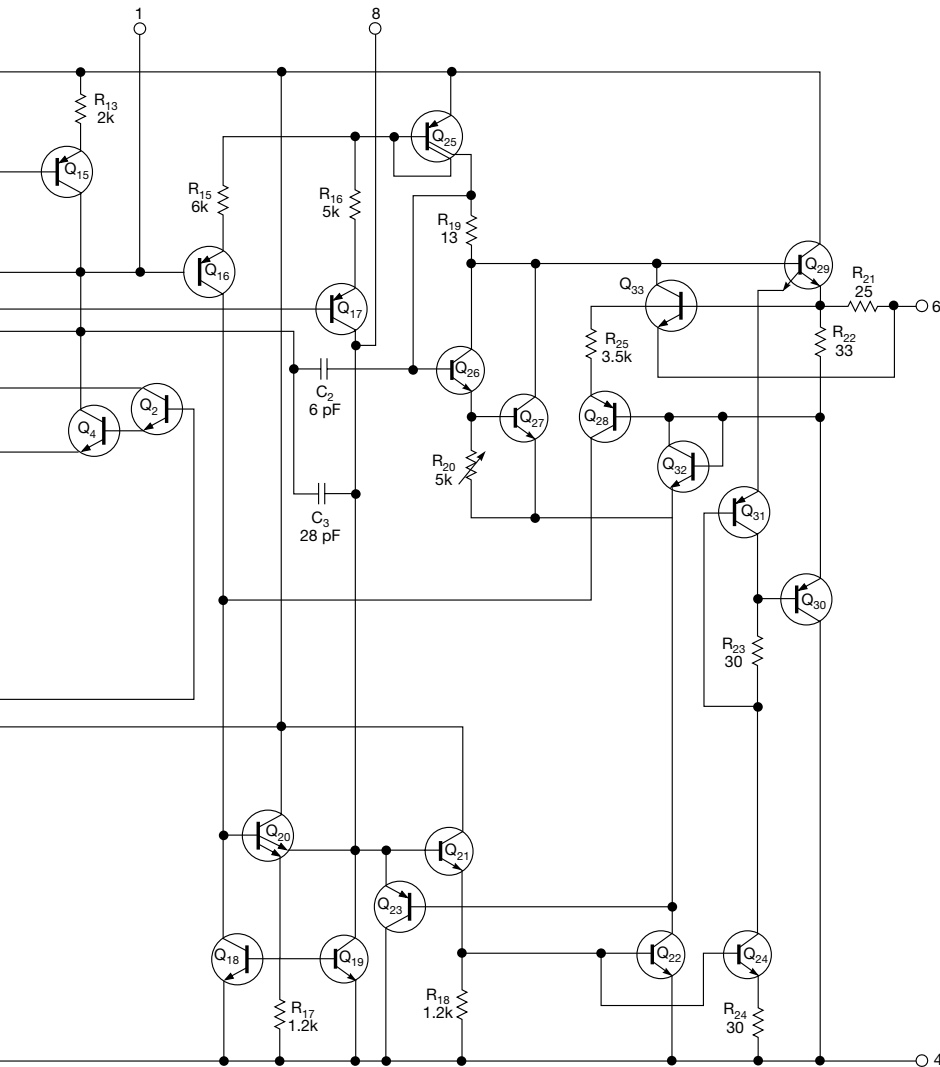 1
8
R13
2k
Q15
Q25
R15
6k
R16
5k
R19
13
Q16
Q29
R21
25
Q33
6
Q17
R22
33
R25
3.5k
Q26
C2
6 pF
Q2
Q4
Q27
Q28
R20
5k
Q32
Q31
C3
28 pF
Q30
R23
30
Q20
Q21
Q23
Q18
Q19
Q22
Q24
R17
1.2k
R18
1.2k
R24
30
4